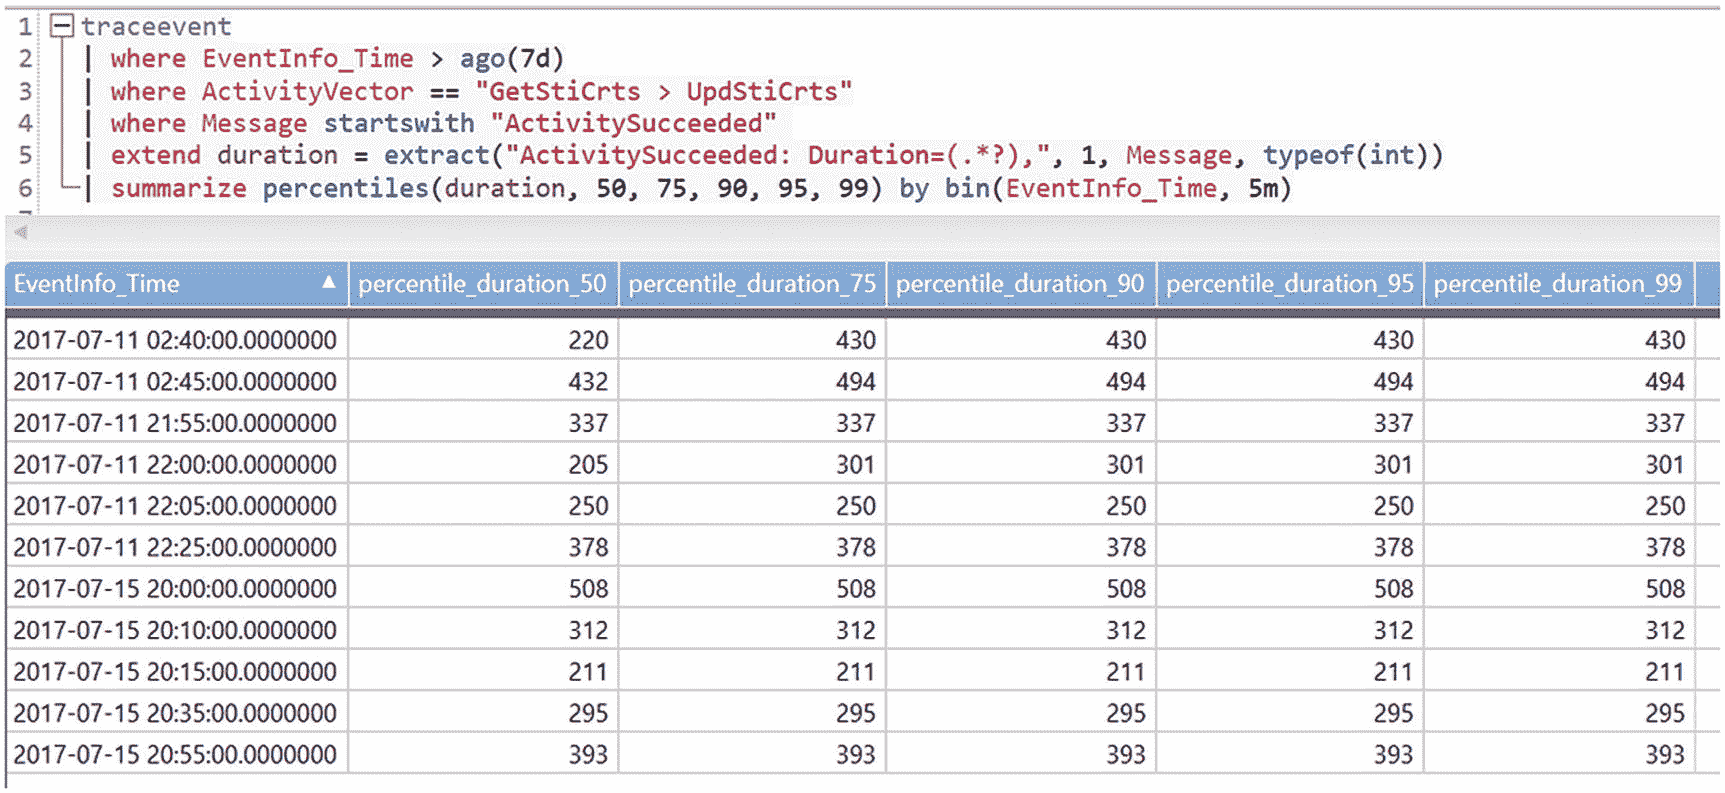 1 traceevent
2 | where EventInfo_Time > ago(7d)
3 | where ActivityVector == "GetStiCrts > UpdStiCrts"
4 | where Message startswith "ActivitySucceeded"
5 | extend duration = extract("ActivitySucceeded: Duration=(.*?),", 1, Message, typeof(int))
6 | summarize percentiles(duration, 50, 75, 90, 95, 99) by bin(EventInfo_Time, 5m)
EventInfo_Time percentile_duration_50 percentile_duration_75 percentile_duration_90 percentile_duration_95 percentile_duration_99
2017-07-11 02:40:00.0000000 220 430 430 430 430
2017-07-11 02:45:00.0000000 432 494 494 494 494
2017-07-11 21:55:00.0000000 337 337 337 337 337
2017-07-11 22:00:00.0000000 205 301 301 301 301
2017-07-11 22:05:00.0000000 250 250 250 250 250
2017-07-11 22:25:00.0000000 378 378 378 378 378
2017-07-15 20:00:00.0000000 508 508 508 508 508
2017-07-15 20:10:00.0000000 312 312 312 312 312
2017-07-15 20:15:00.0000000 211 211 211 211 211
2017-07-15 20:35:00.0000000 295 295 295 295 295
2017-07-15 20:55:00.0000000 393 393 393 393 393